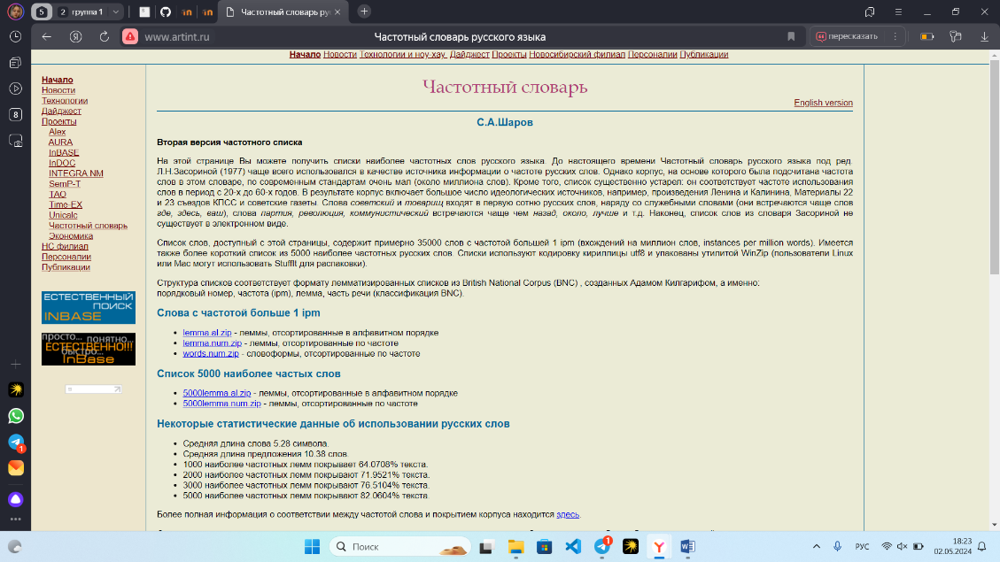 5
2 группа 1
Частотный словарь ру
www.artint.ru
Частотный словарь русского языка
пересказать
Начало Новости Технологии и ноу-хау Дайджест Проекты Новосибирский филиал Персоналии Публикации
Начало
Новости
Технологии
Дайджест
Проекты
Alex
AURA
InBASE
InDOC
INTEGRA.NM
SemP-T
TAO
Time-EX
Unicalc
Частотный словарь
Экономика
НС филиал
Персоналии
Публикации
ЕСТЕСТВЕННЫЙ
ПОИСК
INBASE
просто... понятно...
ЕСТЕСТВЕННО!!!
быстро...
InBase
Частотный словарь
English version
С.А.Шаров
Вторая версия частотного списка
На этой странице Вы можете получить списки наиболее частотных слов русского языка. До настоящего времени Частотный словарь русского языка под ред.
Л.Н.Засориной (1977) чаще всего использовался в качестве источника информации о частоте русских слов. Однако корпус, на основе которого была подсчитана частота
слов в этом словаре, по современным стандартам очень мал (около миллиона слов). Кроме того, список существенно устарел: он соответствует частоте использования
слов в период с 20-х до 60-х годов. В результате корпус включает большое число идеологических источников, например, произведения Ленина и Калинина, Материалы 22
и 23 съездов КПСС и советские газеты. Слова советский и товарищ входят в первую сотню русских слов, наряду со служебными словами (они встречаются чаще слов
где, здесь, ваш), слова партия, революция, коммунистический встречаются чаще чем назад, около, лучше и т.д. Наконец, список слов из словаря Засориной не
существует в электронном виде.
Список слов, доступный с этой страницы, содержит примерно 35000 слов с частотой большей 1 ipm (вхождений на миллион слов, instances per million words). Имеется
также более короткий список из 5000 наиболее частотных русских слов. Списки используют кодировку кириллицы utf8 и упакованы утилитой WinZip (пользователи Linux
или Mac могут использовать StuffIt для распаковки).
Структура списков соответствует формату лемматизированных списков из British National Corpus (BNC) , созданных Адамом Килгарифом, а именно:
порядковый номер, частота (ipm), лемма, часть речи (классификация BNC).
Слова с частотой больше 1 ipm
lemma.al.zip - леммы, отсортированные в алфавитном порядке
lemma.num.zip - леммы, отсортированные по частоте
words.num.zip - словоформы, отсортированные по частоте
Список 5000 наиболее частых слов
5000lemma.al.zip - леммы, отсортированные в алфавитном порядке
5000lemma.num.zip - леммы, отсортированные по частоте
Некоторые статистические данные об использовании русских слов
Средняя длина слова 5.28 символа.
Средняя длина предложения 10.38 слов.
1000 наиболее частотных лемм покрывает 64.0708% текста.
2000 наиболее частотных лемм покрывают 71.9521% текста.
3000 наиболее частотных лемм покрывают 76.5104% текста.
5000 наиболее частотных лемм покрывают 82.0604% текста.
Более полная информация о соответствии между частотой слова и покрытием корпуса находится здесь.
8
1
Поиск
1
РУС
18:23
02.05.2024